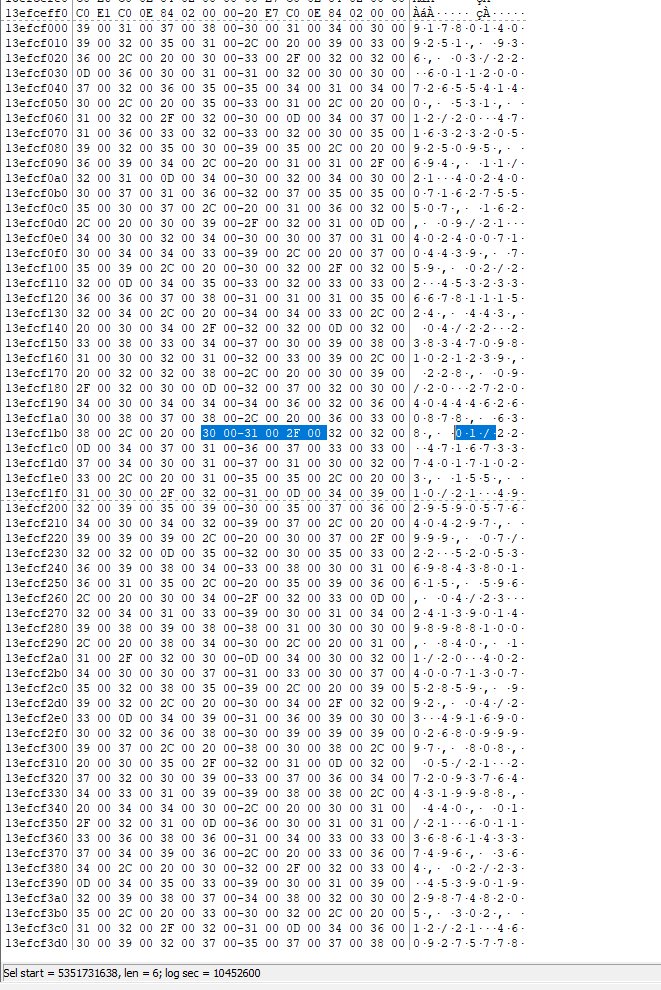 13efceff0 C0 E1 C0 0E 84 02 00 00-20 E7 C0 0E 84 02 00 00 ÀáÀ····· çÀ·····
13efcf000 39 00 31 00 37 00 38 00-30 00 31 00 34 00 30 00 9·1·7·8·0·1·4·0·
13efcf010 39 00 32 00 35 00 31 00-2C 00 20 00 39 00 33 00 9·2·5·1·,· ·9·3·
13efcf020 36 00 2C 00 20 00 30 00-33 00 2F 00 32 00 32 00 6·,· ·0·3·/·2·2·
13efcf030 0D 00 36 00 30 00 31 00-31 00 32 00 30 00 30 00 ··6·0·1·1·2·0·0·
13efcf040 37 00 32 00 36 00 35 00-35 00 34 00 31 00 34 00 7·2·6·5·5·4·1·4·
13efcf050 30 00 2C 00 20 00 35 00-33 00 31 00 2C 00 20 00 0·,· ·5·3·1·,· ·
13efcf060 31 00 32 00 2F 00 32 00-30 00 0D 00 34 00 37 00 1·2·/·2·0···4·7·
13efcf070 31 00 36 00 33 00 32 00-33 00 32 00 30 00 35 00 1·6·3·2·3·2·0·5·
13efcf080 39 00 32 00 35 00 30 00-39 00 35 00 2C 00 20 00 9·2·5·0·9·5·,· ·
13efcf090 36 00 39 00 34 00 2C 00-20 00 31 00 31 00 2F 00 6·9·4·,· ·1·1·/·
13efcf0a0 32 00 31 00 0D 00 34 00-30 00 32 00 34 00 30 00 2·1···4·0·2·4·0·
13efcf0b0 30 00 37 00 31 00 36 00-32 00 37 00 35 00 35 00 0·7·1·6·2·7·5·5·
13efcf0c0 35 00 30 00 37 00 2C 00-20 00 31 00 36 00 32 00 5·0·7·,· ·1·6·2·
13efcf0d0 2C 00 20 00 30 00 39 00-2F 00 32 00 31 00 0D 00 ,· ·0·9·/·2·1···
13efcf0e0 34 00 30 00 32 00 34 00-30 00 30 00 37 00 31 00 4·0·2·4·0·0·7·1·
13efcf0f0 30 00 34 00 34 00 33 00-39 00 2C 00 20 00 37 00 0·4·4·3·9·,· ·7·
13efcf100 35 00 39 00 2C 00 20 00-30 00 32 00 2F 00 32 00 5·9·,· ·0·2·/·2·
13efcf110 32 00 0D 00 34 00 35 00-33 00 32 00 33 00 33 00 2···4·5·3·2·3·3·
13efcf120 36 00 36 00 37 00 38 00-31 00 31 00 31 00 35 00 6·6·7·8·1·1·1·5·
13efcf130 32 00 34 00 2C 00 20 00-34 00 34 00 33 00 2C 00 2·4·,· ·4·4·3·,·
13efcf140 20 00 30 00 34 00 2F 00-32 00 32 00 0D 00 32 00  ·0·4·/·2·2···2·
13efcf150 33 00 38 00 33 00 34 00-37 00 30 00 39 00 38 00 3·8·3·4·7·0·9·8·
13efcf160 31 00 30 00 32 00 31 00-32 00 33 00 39 00 2C 00 1·0·2·1·2·3·9·,·
13efcf170 20 00 32 00 32 00 38 00-2C 00 20 00 30 00 39 00  ·2·2·8·,· ·0·9·
13efcf180 2F 00 32 00 30 00 0D 00-32 00 37 00 32 00 30 00 /·2·0···2·7·2·0·
13efcf190 34 00 30 00 34 00 34 00-34 00 36 00 32 00 36 00 4·0·4·4·4·6·2·6·
13efcf1a0 30 00 38 00 37 00 38 00-2C 00 20 00 36 00 33 00 0·8·7·8·,· ·6·3·
13efcf1b0 38 00 2C 00 20 00 30 00-31 00 2F 00 32 00 32 00 8·,· ·0·1·/·2·2·
13efcf1c0 0D 00 34 00 37 00 31 00-36 00 37 00 33 00 33 00 ··4·7·1·6·7·3·3·
13efcf1d0 37 00 34 00 30 00 31 00-37 00 31 00 30 00 32 00 7·4·0·1·7·1·0·2·
13efcf1e0 33 00 2C 00 20 00 31 00-35 00 35 00 2C 00 20 00 3·,· ·1·5·5·,· ·
13efcf1f0 31 00 30 00 2F 00 32 00-31 00 0D 00 34 00 39 00 1·0·/·2·1···4·9·
13efcf200 32 00 39 00 35 00 39 00-30 00 35 00 37 00 36 00 2·9·5·9·0·5·7·6·
13efcf210 34 00 30 00 34 00 32 00-39 00 37 00 2C 00 20 00 4·0·4·2·9·7·,· ·
13efcf220 39 00 39 00 39 00 2C 00-20 00 30 00 37 00 2F 00 9·9·9·,· ·0·7·/·
13efcf230 32 00 32 00 0D 00 35 00-32 00 30 00 35 00 33 00 2·2···5·2·0·5·3·
13efcf240 36 00 39 00 38 00 34 00-33 00 38 00 30 00 31 00 6·9·8·4·3·8·0·1·
13efcf250 36 00 31 00 35 00 2C 00-20 00 35 00 39 00 36 00 6·1·5·,· ·5·9·6·
13efcf260 2C 00 20 00 30 00 34 00-2F 00 32 00 33 00 0D 00 ,· ·0·4·/·2·3···
13efcf270 32 00 34 00 31 00 33 00-39 00 30 00 31 00 34 00 2·4·1·3·9·0·1·4·
13efcf280 39 00 38 00 39 00 38 00-38 00 31 00 30 00 30 00 9·8·9·8·8·1·0·0·
13efcf290 2C 00 20 00 38 00 34 00-30 00 2C 00 20 00 31 00 ,· ·8·4·0·,· ·1·
13efcf2a0 31 00 2F 00 32 00 30 00-0D 00 34 00 30 00 32 00 1·/·2·0···4·0·2·
13efcf2b0 34 00 30 00 30 00 37 00-31 00 33 00 30 00 37 00 4·0·0·7·1·3·0·7·
13efcf2c0 35 00 32 00 38 00 35 00-39 00 2C 00 20 00 39 00 5·2·8·5·9·,· ·9·
13efcf2d0 39 00 32 00 2C 00 20 00-30 00 34 00 2F 00 32 00 9·2·,· ·0·4·/·2·
13efcf2e0 33 00 0D 00 34 00 39 00-31 00 36 00 39 00 30 00 3···4·9·1·6·9·0·
13efcf2f0 30 00 32 00 36 00 38 00-30 00 39 00 39 00 39 00 0·2·6·8·0·9·9·9·
13efcf300 39 00 37 00 2C 00 20 00-38 00 30 00 38 00 2C 00 9·7·,· ·8·0·8·,·
13efcf310 20 00 30 00 35 00 2F 00-32 00 31 00 0D 00 32 00  ·0·5·/·2·1···2·
13efcf320 37 00 32 00 30 00 39 00-33 00 37 00 36 00 34 00 7·2·0·9·3·7·6·4·
13efcf330 34 00 33 00 31 00 39 00-39 00 38 00 38 00 2C 00 4·3·1·9·9·8·8·,·
13efcf340 20 00 34 00 34 00 30 00-2C 00 20 00 30 00 31 00  ·4·4·0·,· ·0·1·
13efcf350 2F 00 32 00 31 00 0D 00-36 00 30 00 31 00 31 00 /·2·1···6·0·1·1·
13efcf360 33 00 36 00 38 00 36 00-31 00 34 00 33 00 33 00 3·6·8·6·1·4·3·3·
13efcf370 37 00 34 00 39 00 36 00-2C 00 20 00 33 00 36 00 7·4·9·6·,· ·3·6·
13efcf380 34 00 2C 00 20 00 30 00-32 00 2F 00 32 00 33 00 4·,· ·0·2·/·2·3·
13efcf390 0D 00 34 00 35 00 33 00-39 00 30 00 31 00 39 00 ··4·5·3·9·0·1·9·
13efcf3a0 32 00 39 00 38 00 37 00-34 00 38 00 32 00 30 00 2·9·8·7·4·8·2·0·
13efcf3b0 35 00 2C 00 20 00 33 00-30 00 32 00 2C 00 20 00 5·,· ·3·0·2·,· ·
13efcf3c0 31 00 32 00 2F 00 32 00-31 00 0D 00 34 00 36 00 1·2·/·2·1···4·6·
13efcf3d0 30 00 39 00 32 00 37 00-35 00 37 00 37 00 38 00 0·9·2·7·5·7·7·8·
Sel start = 5351731638, len = 6; log sec = 10452600